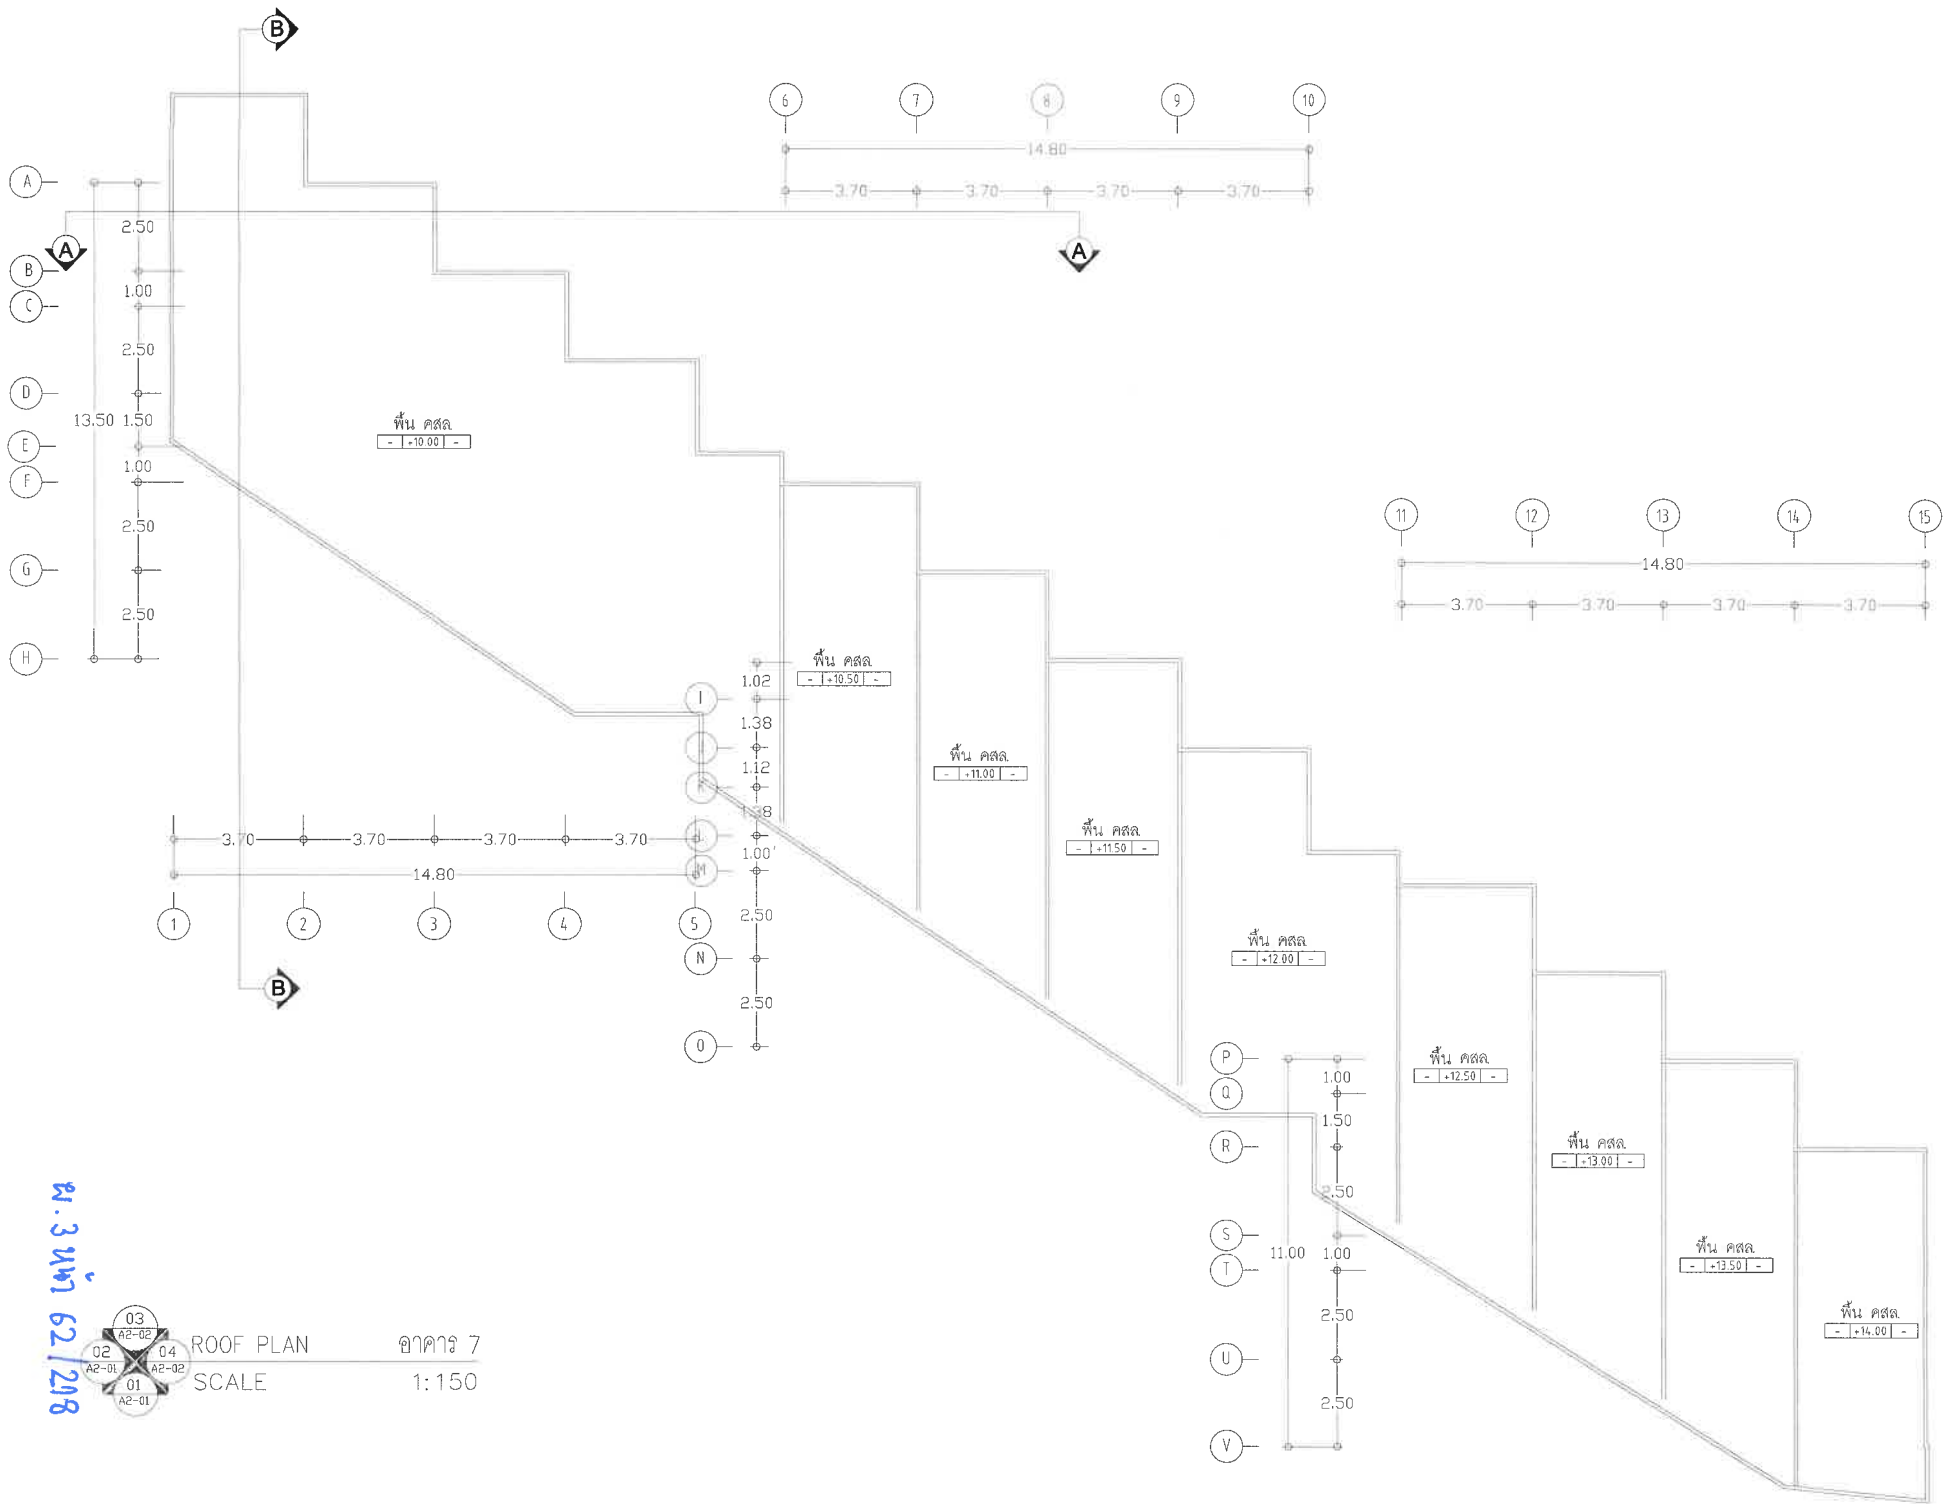 B
6 7 8 9 10
14.80
3.70 3.70 3.70 3.70
A
2.50
A
A
B
1.00
C
2.50
D
13.50 1.50
E
1.00
F
2.50
G
2.50
H
พื้น คสล.
- +10.00 -
11 12 13 14 15
14.80
3.70 3.70 3.70 3.70
พื้น คสล.
- +10.50 -
1.02
I
1.38
J
1.12
K
1.38
L
1.00
M
2.50
N
2.50
O
พื้น คสล.
- +11.00 -
พื้น คสล.
- +11.50 -
3.70 3.70 3.70 3.70
14.80
1 2 3 4 5
B
พื้น คสล.
- +12.00 -
พื้น คสล.
- +12.50 -
พื้น คสล.
- +13.00 -
พื้น คสล.
- +13.50 -
พื้น คสล.
- +14.00 -
P
1.00
Q
1.50
R
2.50
S
11.00 1.00
T
2.50
U
2.50
V
03
A2-02
02
A2-01
04
A2-02
01
A2-01
ROOF PLAN อาคาร 7
SCALE 1:150
ผ.3 หน้า 62/218